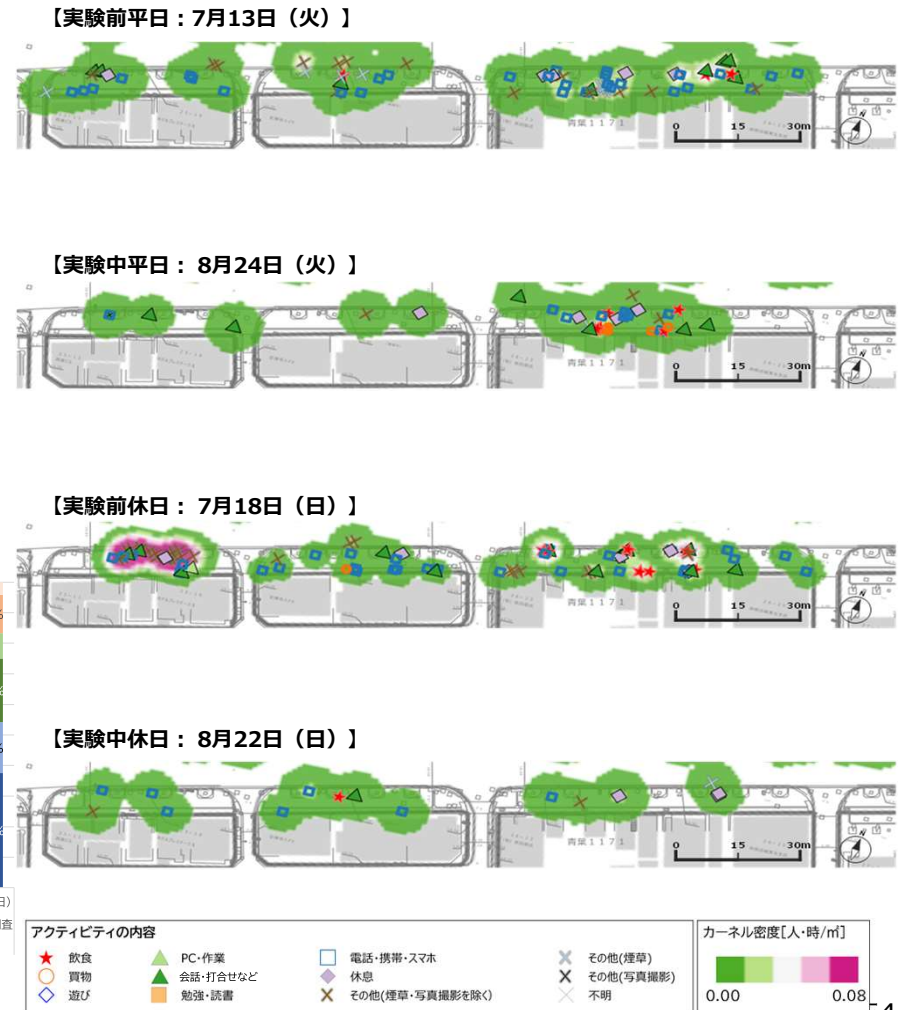 【実験前平日：7月13日（火）】
青葉1171
0 15 30m
【実験中平日： 8月24日（火）】
青葉1171
0 15 30m
【実験前休日： 7月18日（日）】
青葉1171
0 15 30m
【実験中休日： 8月22日（日）】
青葉1171
0 15 30m
日)
査
アクティビティの内容
飲食 PC・作業 電話・携帯・スマホ その他(煙草)
買物 会話・打合せなど 休息 その他(写真撮影)
遊び 勉強・読書 その他(煙草・写真撮影を除く) 不明
カーネル密度[人・時/㎡]
0.00 0.08